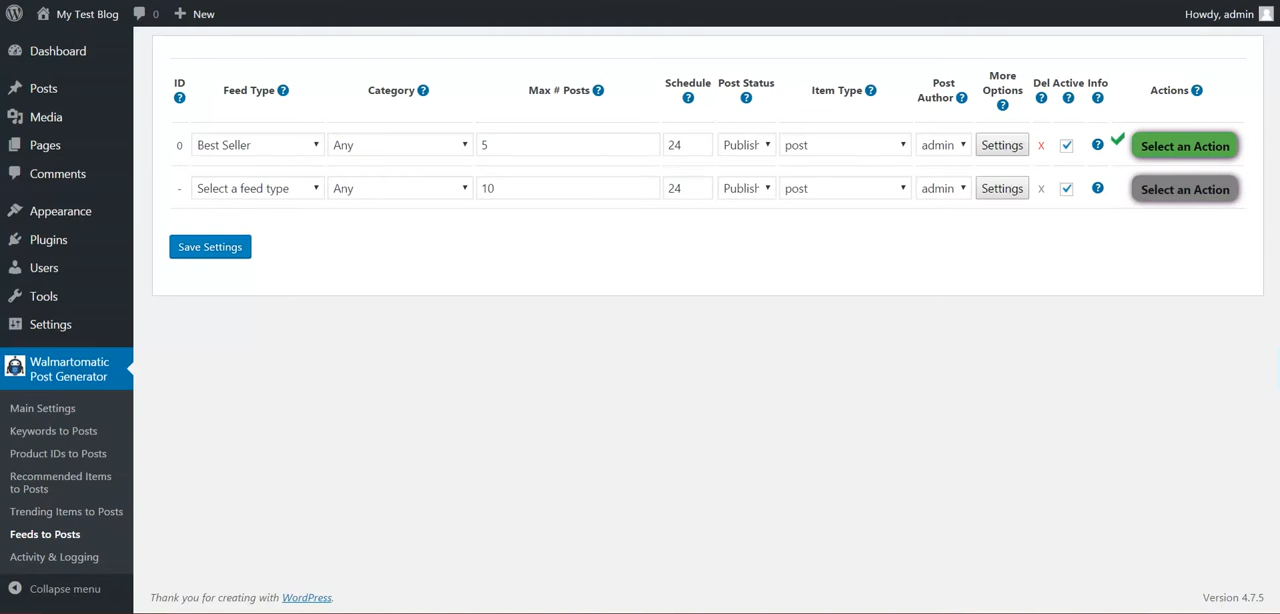 My Test Blog 0 New Howdy, admin
Dashboard
Posts
Media
Pages
Comments
Appearance
Plugins
Users
Tools
Settings
Walmartomatic
Post Generator
Main Settings
Keywords to Posts
Product IDs to Posts
Recommended Items
to Posts
Trending Items to Posts
Feeds to Posts
Activity & Logging
Collapse menu
ID ? Feed Type ? Category ? Max # Posts ? Schedule ? Post Status ? Item Type ? Post Author ? More Options ? Del ? Active ? Info ? Actions ?
0 Best Seller Any 5 24 Publish post admin Settings X ? Select an Action
- Select a feed type Any 10 24 Publish post admin Settings X ? Select an Action
Save Settings
Thank you for creating with WordPress. Version 4.7.5